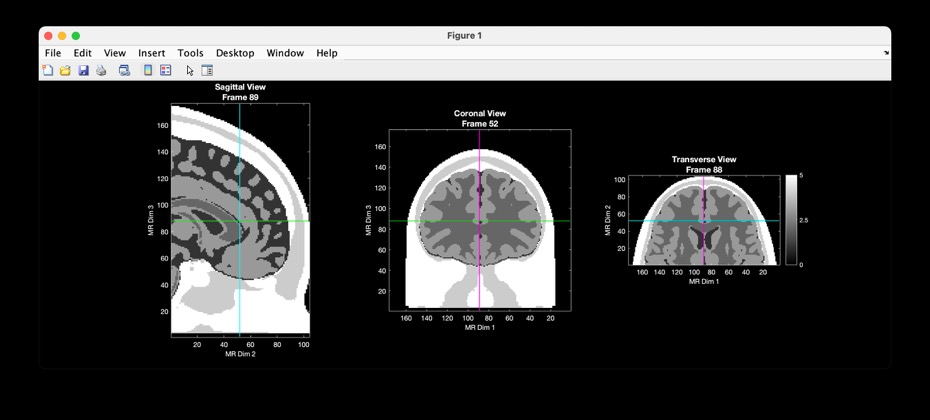 Figure 1
File Edit View Insert Tools Desktop Window Help
Sagittal View
Frame 89
160
140
120
100
80
60
40
20
MR Dim 3
20 40 60 80 100
MR Dim 2
Coronal View
Frame 52
160
140
120
100
80
60
40
20
MR Dim 3
160 140 120 100 80 60 40 20
MR Dim 1
Transverse View
Frame 88
100
80
60
40
20
MR Dim 2
160 140 120 100 80 60 40 20
MR Dim 1
5
2.5
0